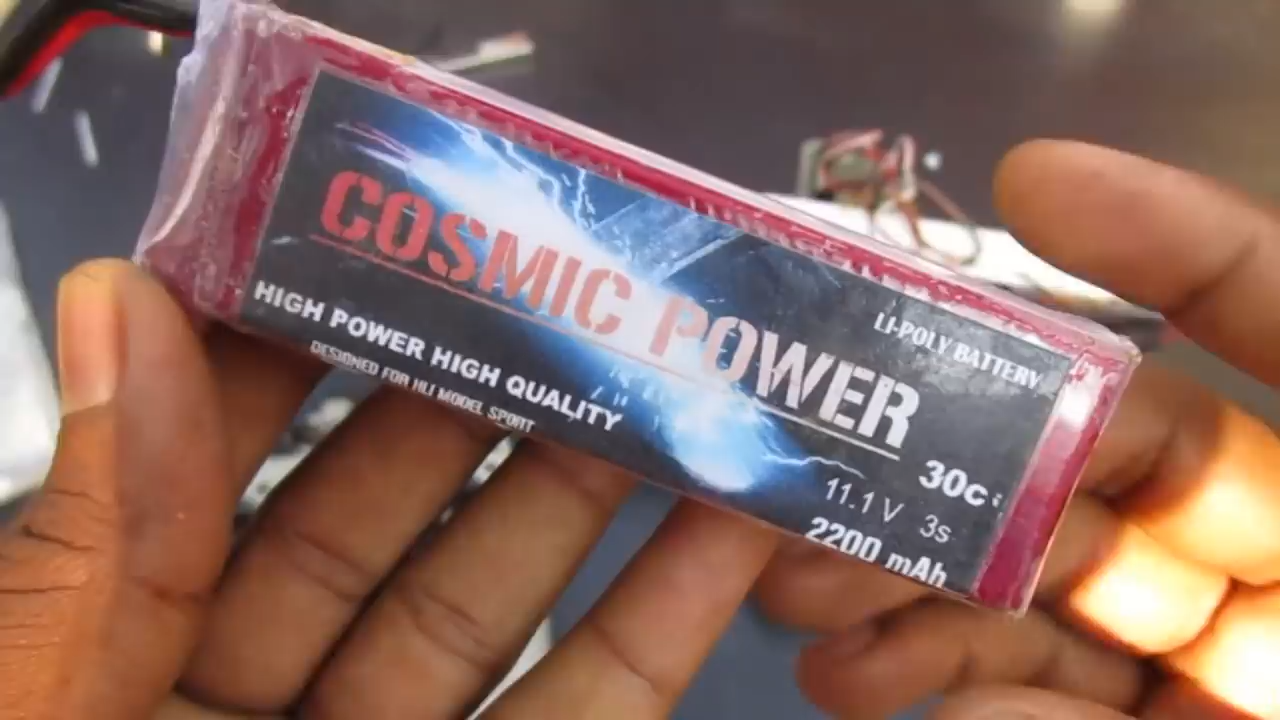 COSMIC POWER
LI-POLY BATTERY
HIGH POWER HIGH QUALITY
DESIGNED FOR HLI MODEL SPORT
30c
11.1 V 3s
2200 mAh